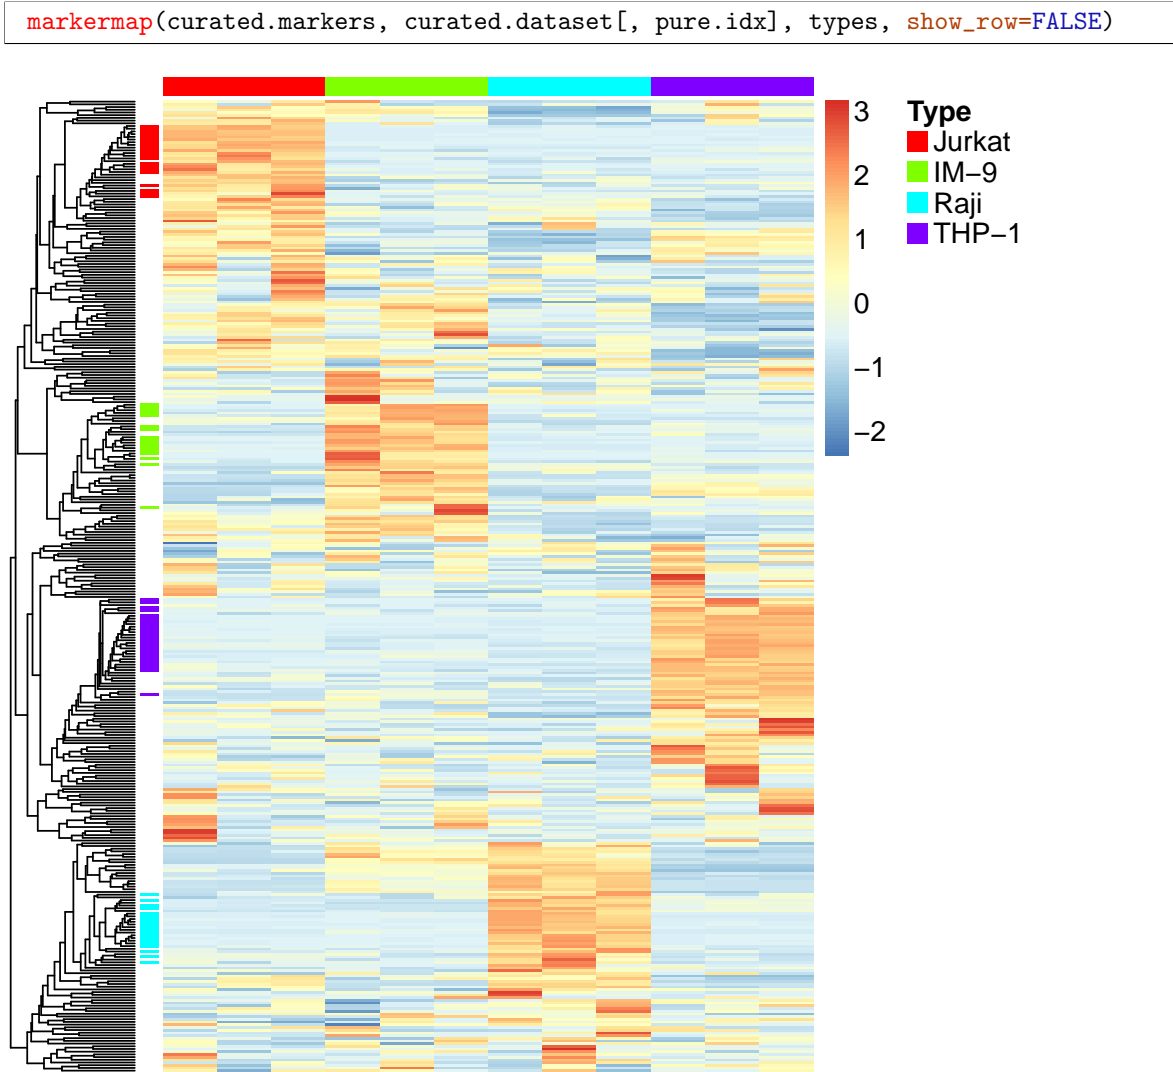 markermap(curated.markers, curated.dataset[, pure.idx], types, show_row=FALSE)
3
2
1
0
−1
−2
Type
Jurkat
IM−9
Raji
THP−1